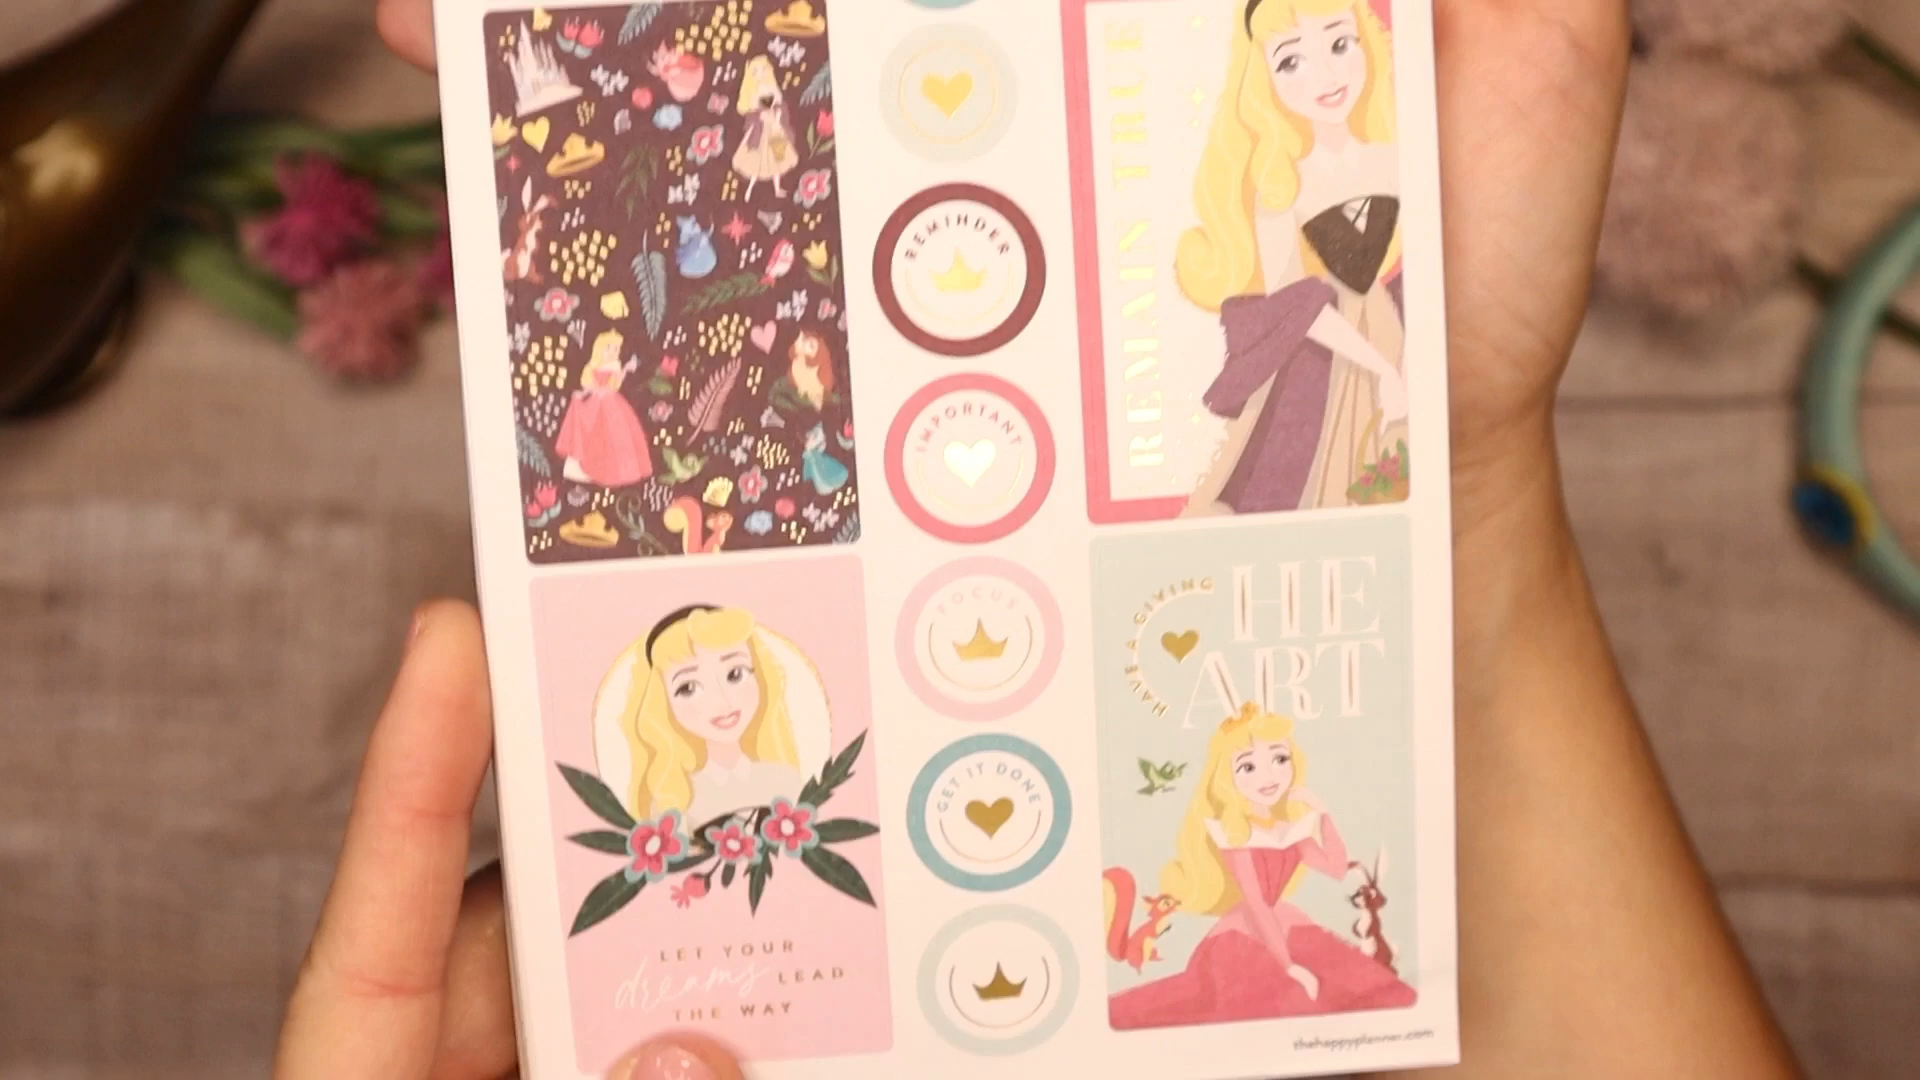 REMAIN TRUE
REMINDER
IMPORTANT
FOCUS
GET IT DONE
HAVE A GIVING
HE
ART
LET YOUR
dreams LEAD
THE WAY
thehappyplanner.com